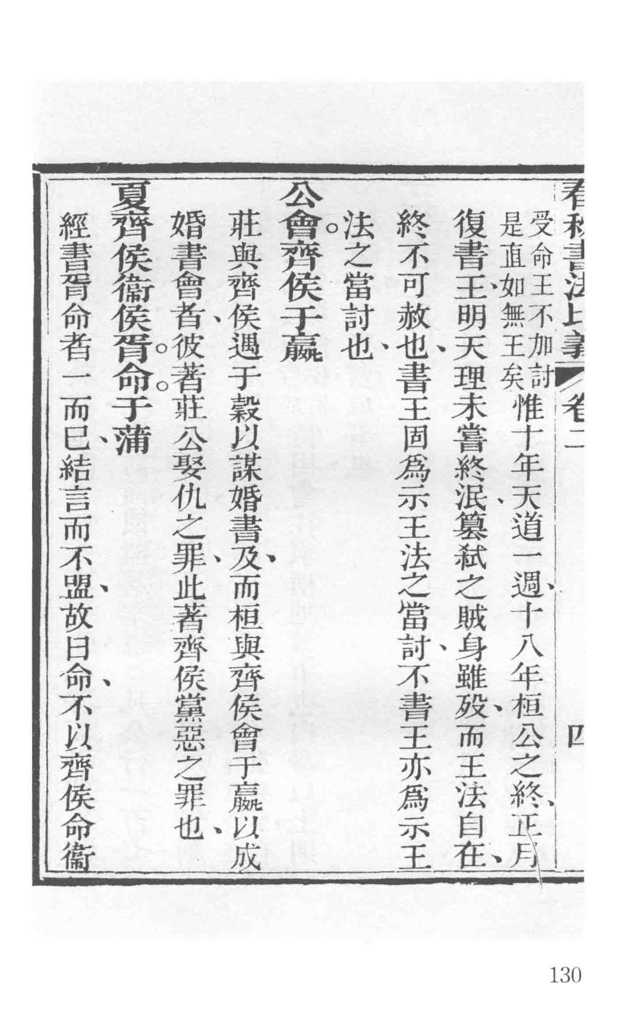 春秋書法比義 卷二 四
受命王不加討
是直如無王矣
惟十年天道一週、十八年桓公之終、正月
復書王、明天理未嘗終泯、簒弒之賊身雖歿、而王法自在、
終不可赦也、書王固爲示王法之當討、不書王亦爲示王
法之當討也、
公會齊侯于嬴。
莊與齊侯遇于穀以謀婚書及、而桓與齊侯會于嬴以成
婚書會者、彼著莊公娶仇之罪、此著齊侯黨惡之罪也、
夏齊侯衞侯胥命于蒲。。
經書胥命者一而已、結言而不盟、故曰命、不以齊侯命衞
130